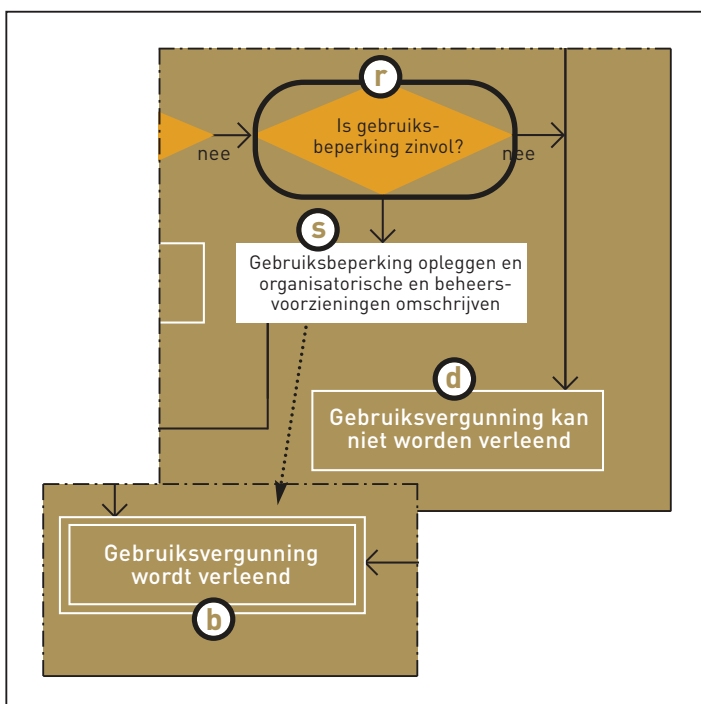 r
Is gebruiks-
beperking zinvol?
nee
nee
s
Gebruiksbeperking opleggen en
organisatorische en beheers-
voorzieningen omschrijven
d
Gebruiksvergunning kan
niet worden verleend
Gebruiksvergunning
wordt verleend
b